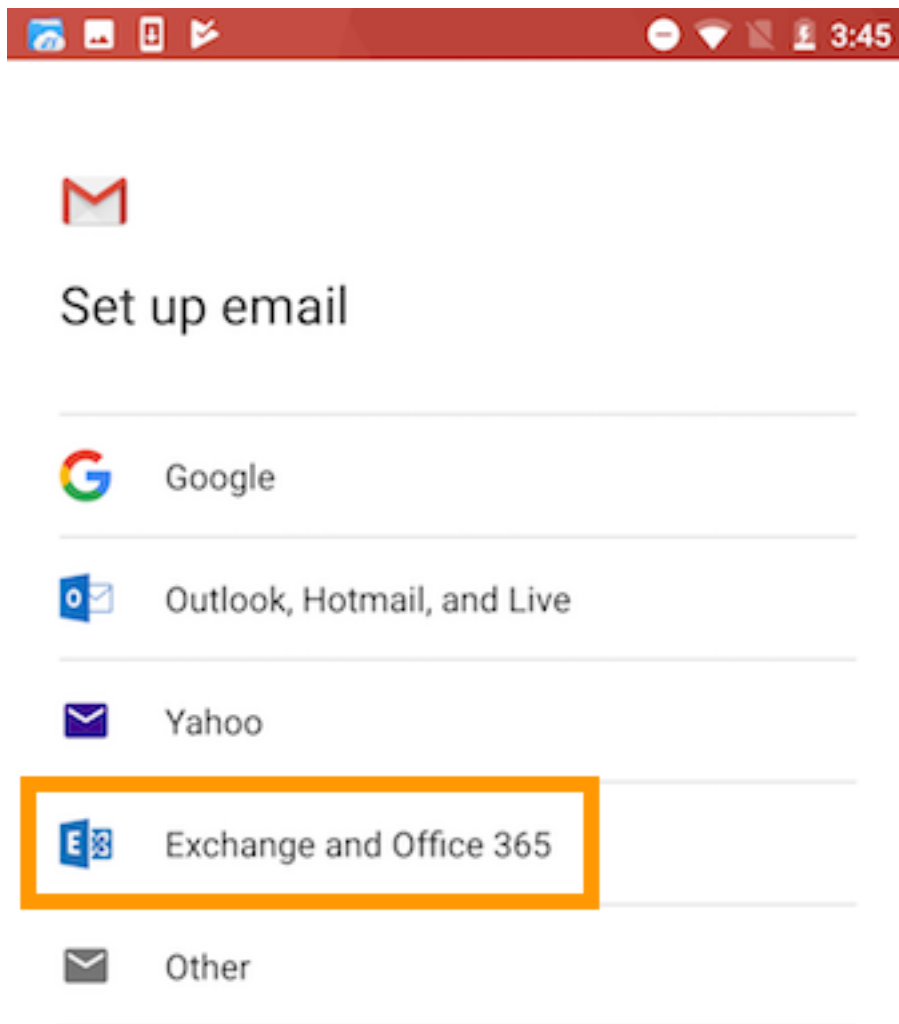 3:45
Set up email
Google
Outlook, Hotmail, and Live
Yahoo
Exchange and Office 365
Other